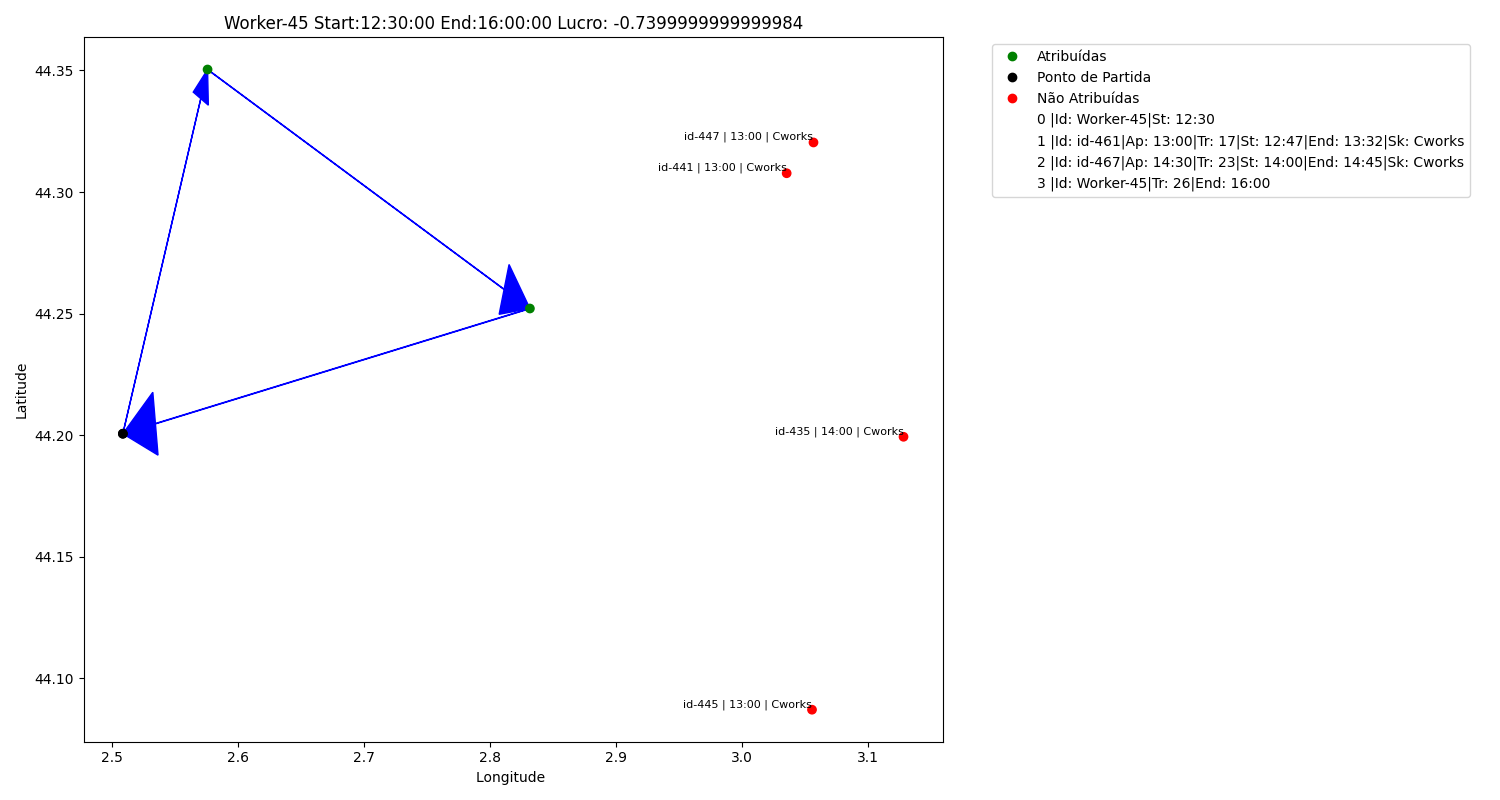 Worker-45 Start:12:30:00 End:16:00:00 Lucro: -0.7399999999999984
Atribuídas
Ponto de Partida
Não Atribuídas
0 |Id: Worker-45|St: 12:30
1 |Id: id-461|Ap: 13:00|Tr: 17|St: 12:47|End: 13:32|Sk: Cworks
2 |Id: id-467|Ap: 14:30|Tr: 23|St: 14:00|End: 14:45|Sk: Cworks
3 |Id: Worker-45|Tr: 26|End: 16:00
id-447 | 13:00 | Cworks
id-441 | 13:00 | Cworks
id-435 | 14:00 | Cworks
id-445 | 13:00 | Cworks
Latitude
44.35
44.30
44.25
44.20
44.15
44.10
2.5 2.6 2.7 2.8 2.9 3.0 3.1
Longitude